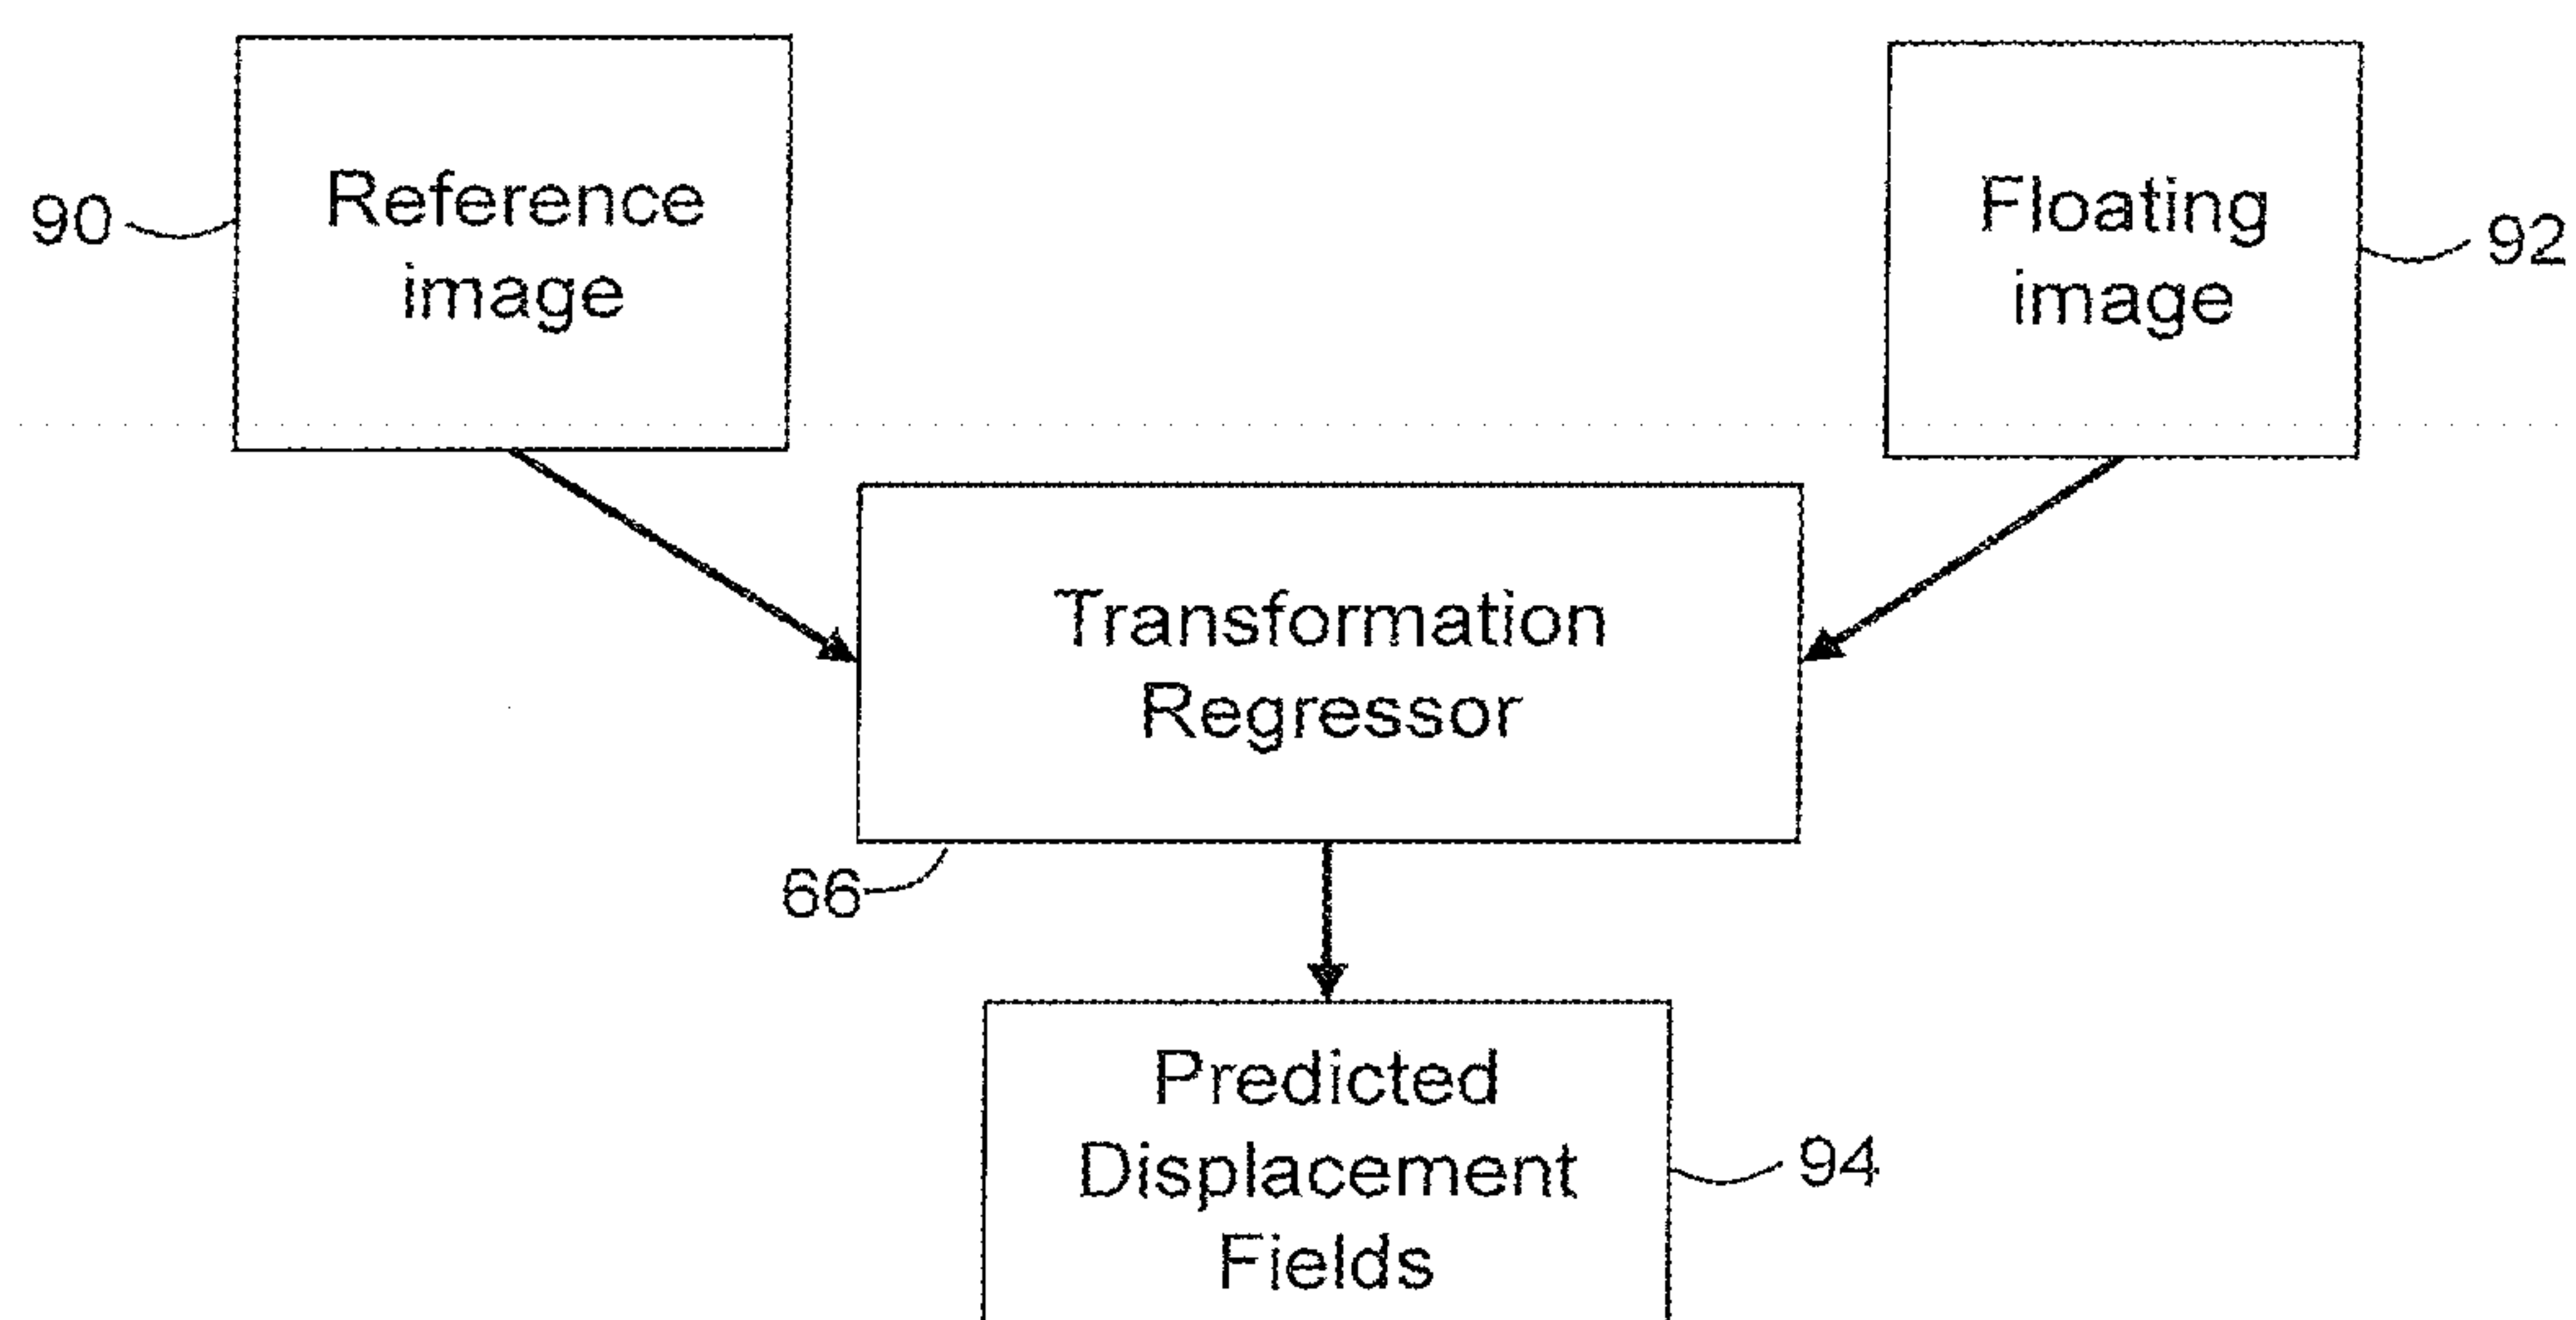 90
Reference
image
Floating
image
92
Transformation
Regressor
66
Predicted
Displacement
Fields
94